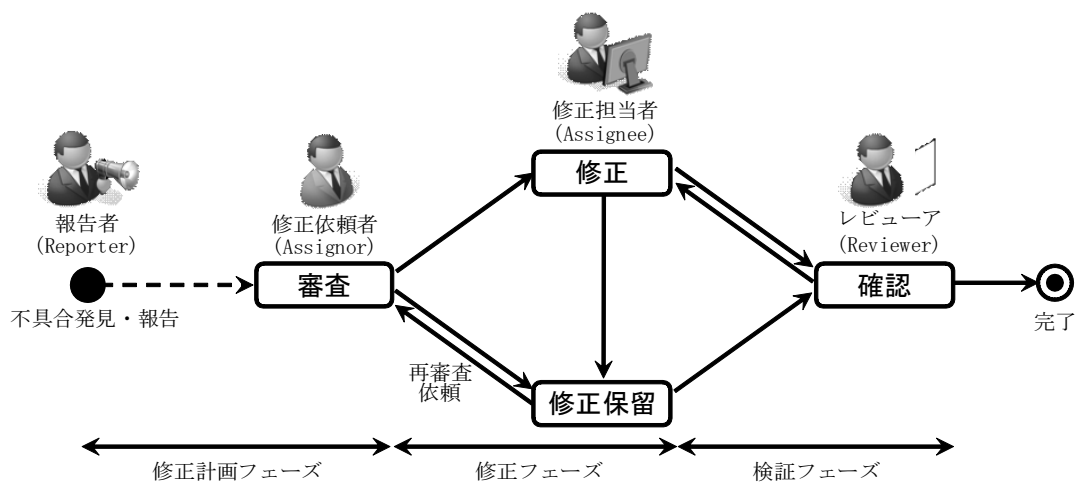 修正担当者
(Assignee)
修正
報告者
(Reporter)
修正依頼者
(Assignor)
レビューア
(Reviewer)
審査
確認
不具合発見・報告
完了
再審査
依頼
修正保留
修正計画フェーズ
修正フェーズ
検証フェーズ